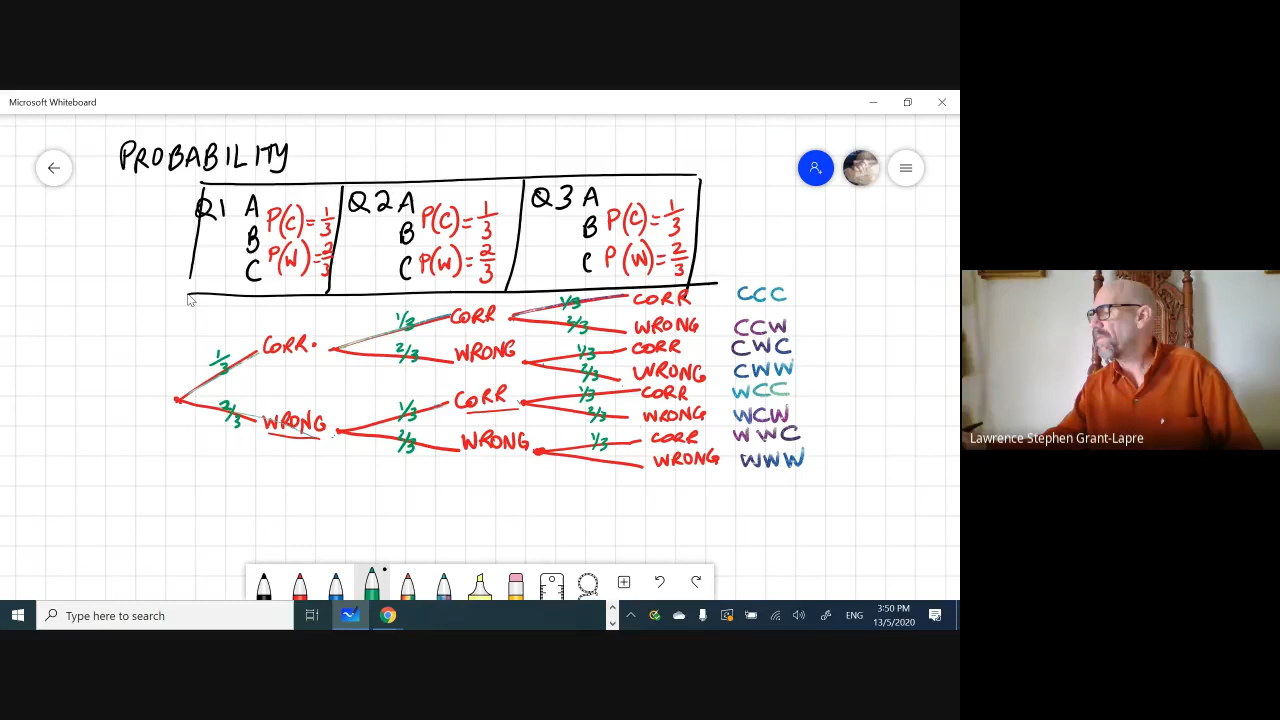 Microsoft Whiteboard
PROBABILITY
Q1 A P(C)=1/3 B P(W)=2/3 C
Q2 A P(C)=1/3 B P(W)=2/3 C
Q3 A P(C)=1/3 B P(W)=2/3 C
1/3 CORR. 1/3 CORR 1/3 CORR CCC
2/3 WRONG CCW
2/3 WRONG 1/3 CORR CWC
2/3 WRONG CWW
2/3 WRONG 1/3 CORR 1/3 CORR WCC
2/3 WRONG WCW
2/3 WRONG 1/3 CORR WWC
WRONG WWW
Lawrence Stephen Grant-Lapre
Type here to search
ENG
3:50 PM
13/5/2020